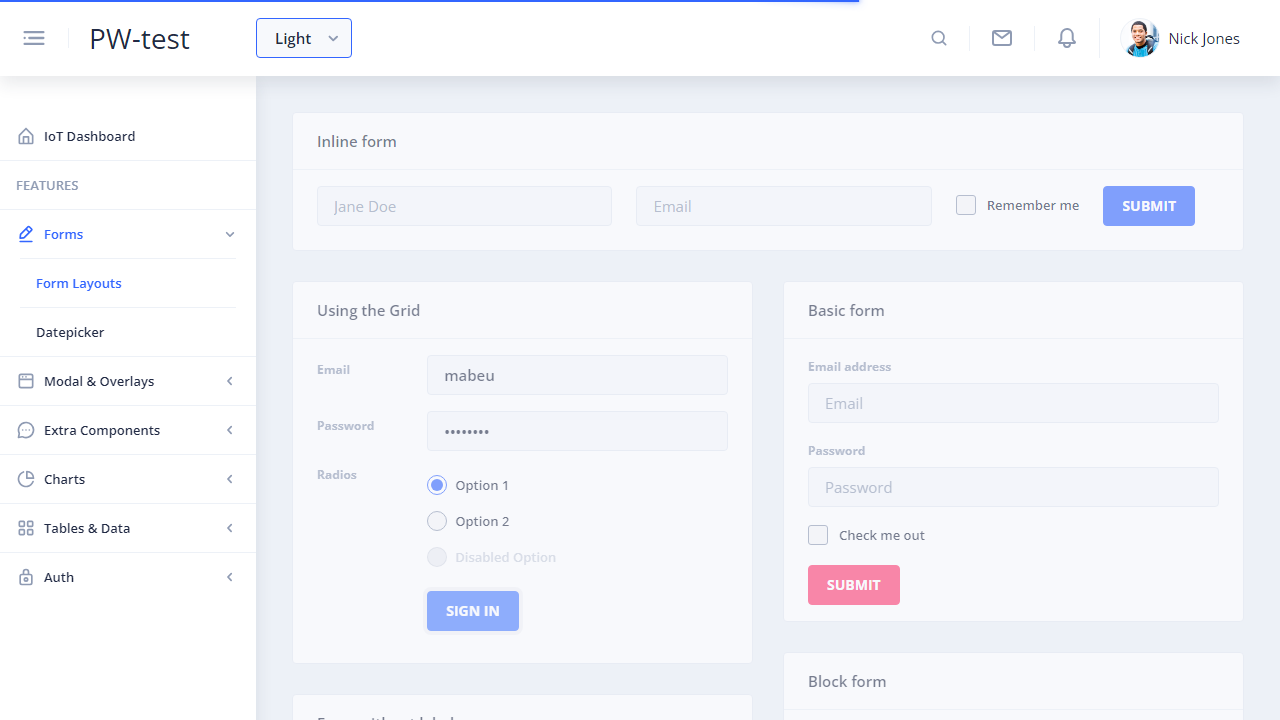 PW-test
Light
Nick Jones
IoT Dashboard
FEATURES
Forms
Form Layouts
Datepicker
Modal & Overlays
Extra Components
Charts
Tables & Data
Auth
Inline form
Jane Doe
Email
Remember me
SUBMIT
Using the Grid
Email
mabeu
Password
••••••••
Radios
Option 1
Option 2
Disabled Option
SIGN IN
Basic form
Email address
Email
Password
Password
Check me out
SUBMIT
Block form